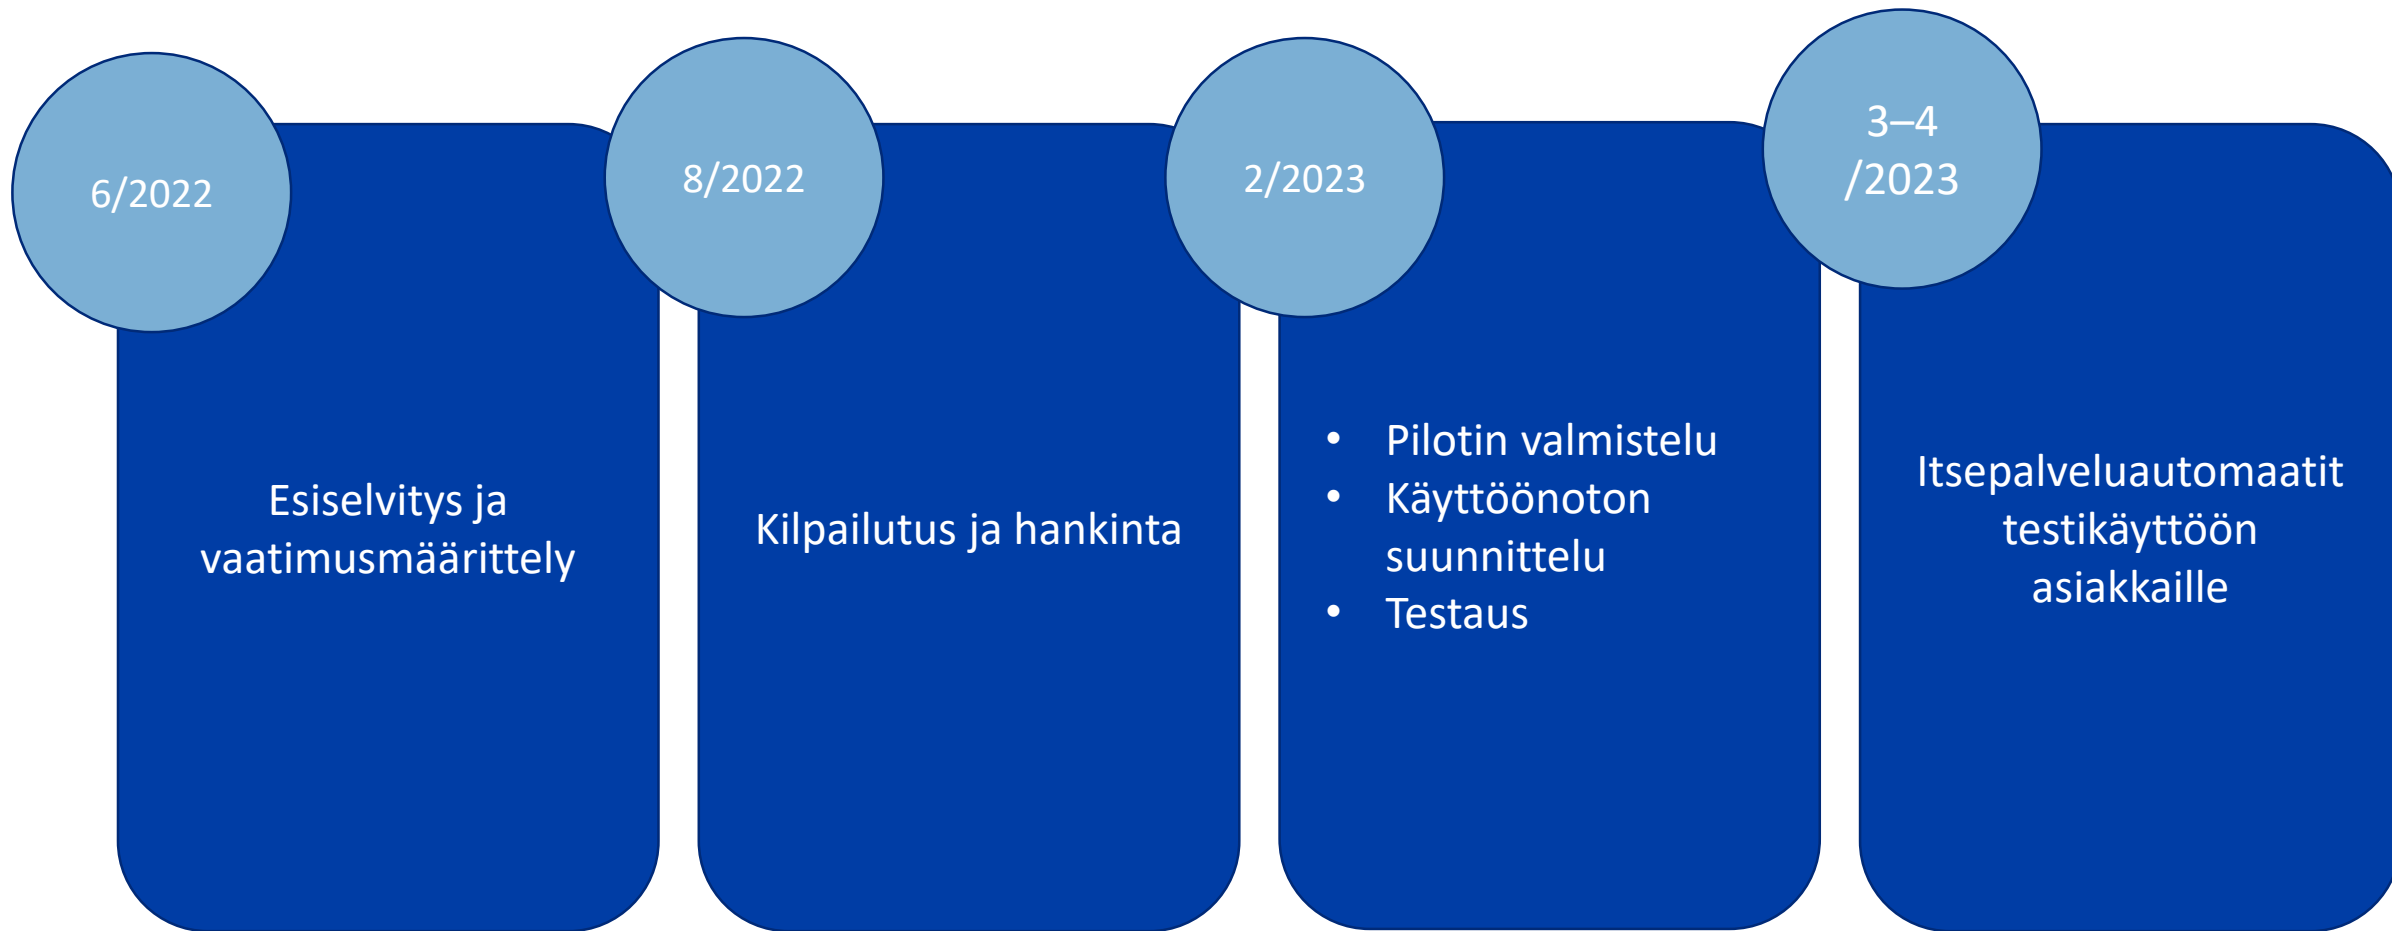 6/2022
Esiselvitys ja
vaatimusmäärittely
8/2022
Kilpailutus ja hankinta
2/2023
• Pilotin valmistelu
• Käyttöönoton
suunnittelu
• Testaus
3–4
/2023
Itsepalveluautomaatit
testikäyttöön
asiakkaille